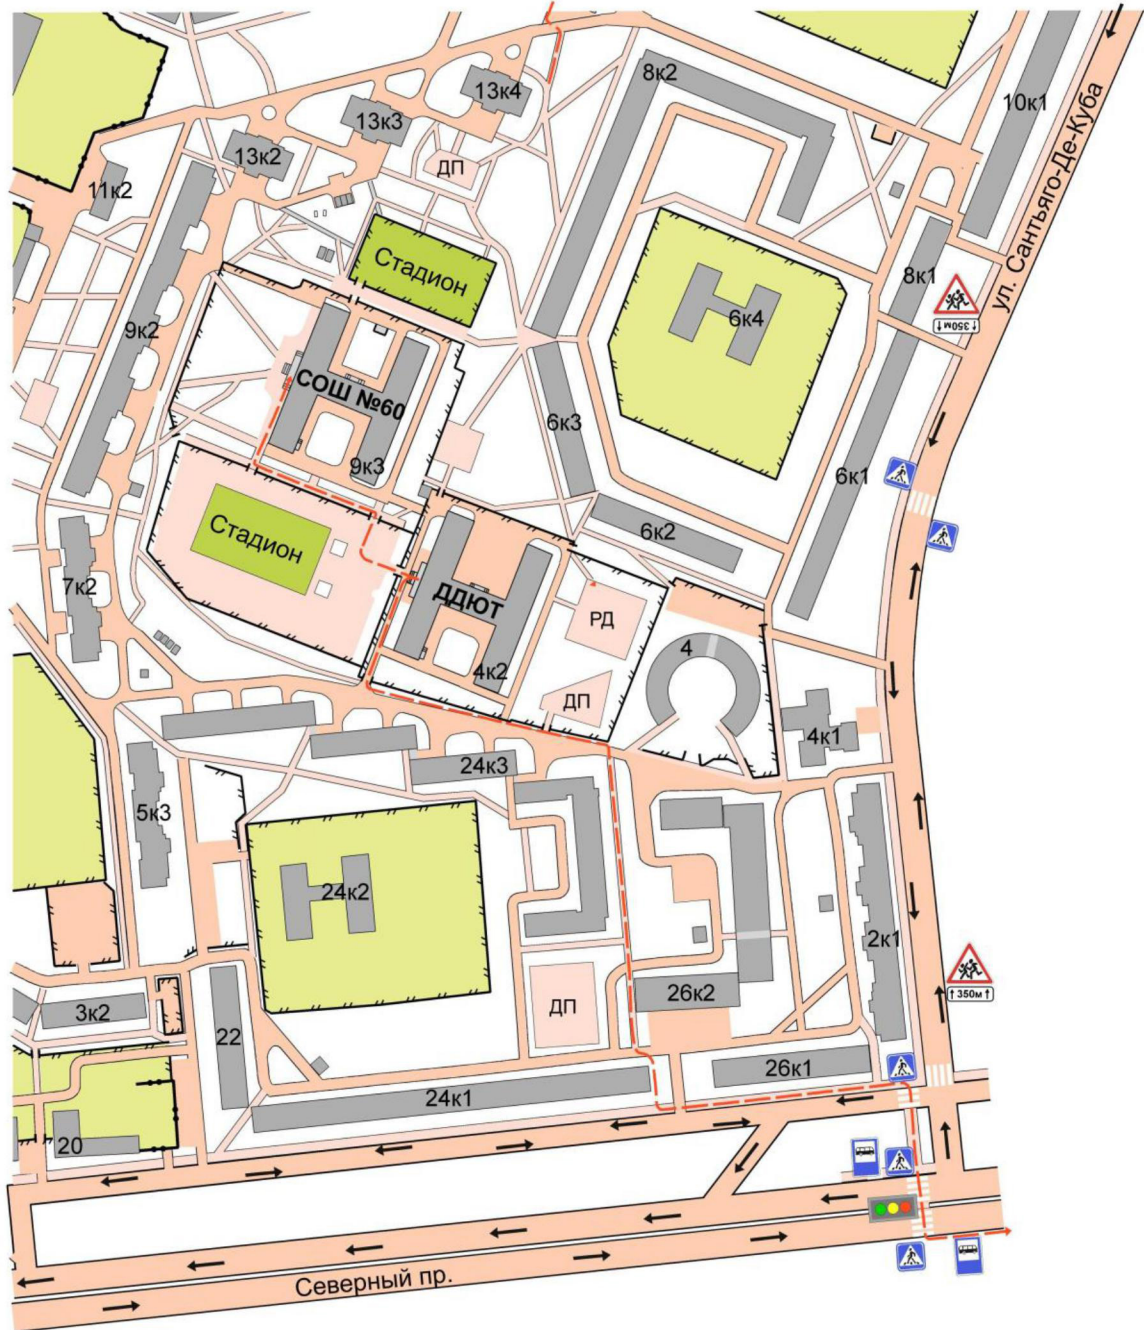 8к2
10к1
13к4
13к3
13к2
ДП
11к2
ул. Сантьяго-Де-Куба
Стадион
8к1
6к4
↑350м↑
9к2
СОШ №60
6к3
9к3
6к1
6к2
Стадион
7к2
ДДЮТ
РД
4
4к2
ДП
4к1
24к3
5к3
24к2
2к1
↑350м↑
26к2
ДП
3к2
22
26к1
24к1
20
Северный пр.